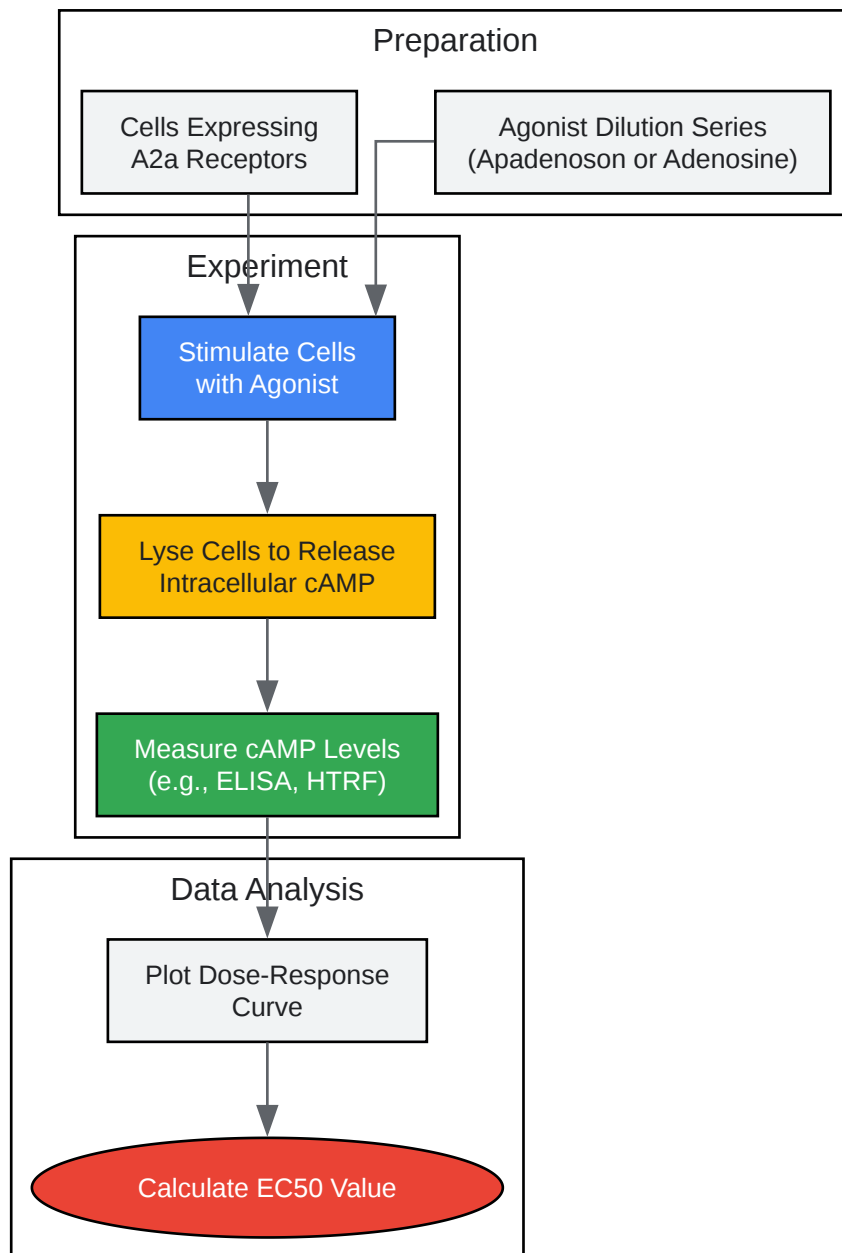 Preparation
Cells Expressing
A2a Receptors
Agonist Dilution Series
(Apadenoson or Adenosine)
Experiment
Stimulate Cells
with Agonist
Lyse Cells to Release
Intracellular cAMP
Measure cAMP Levels
(e.g., ELISA, HTRF)
Data Analysis
Plot Dose-Response
Curve
Calculate EC50 Value